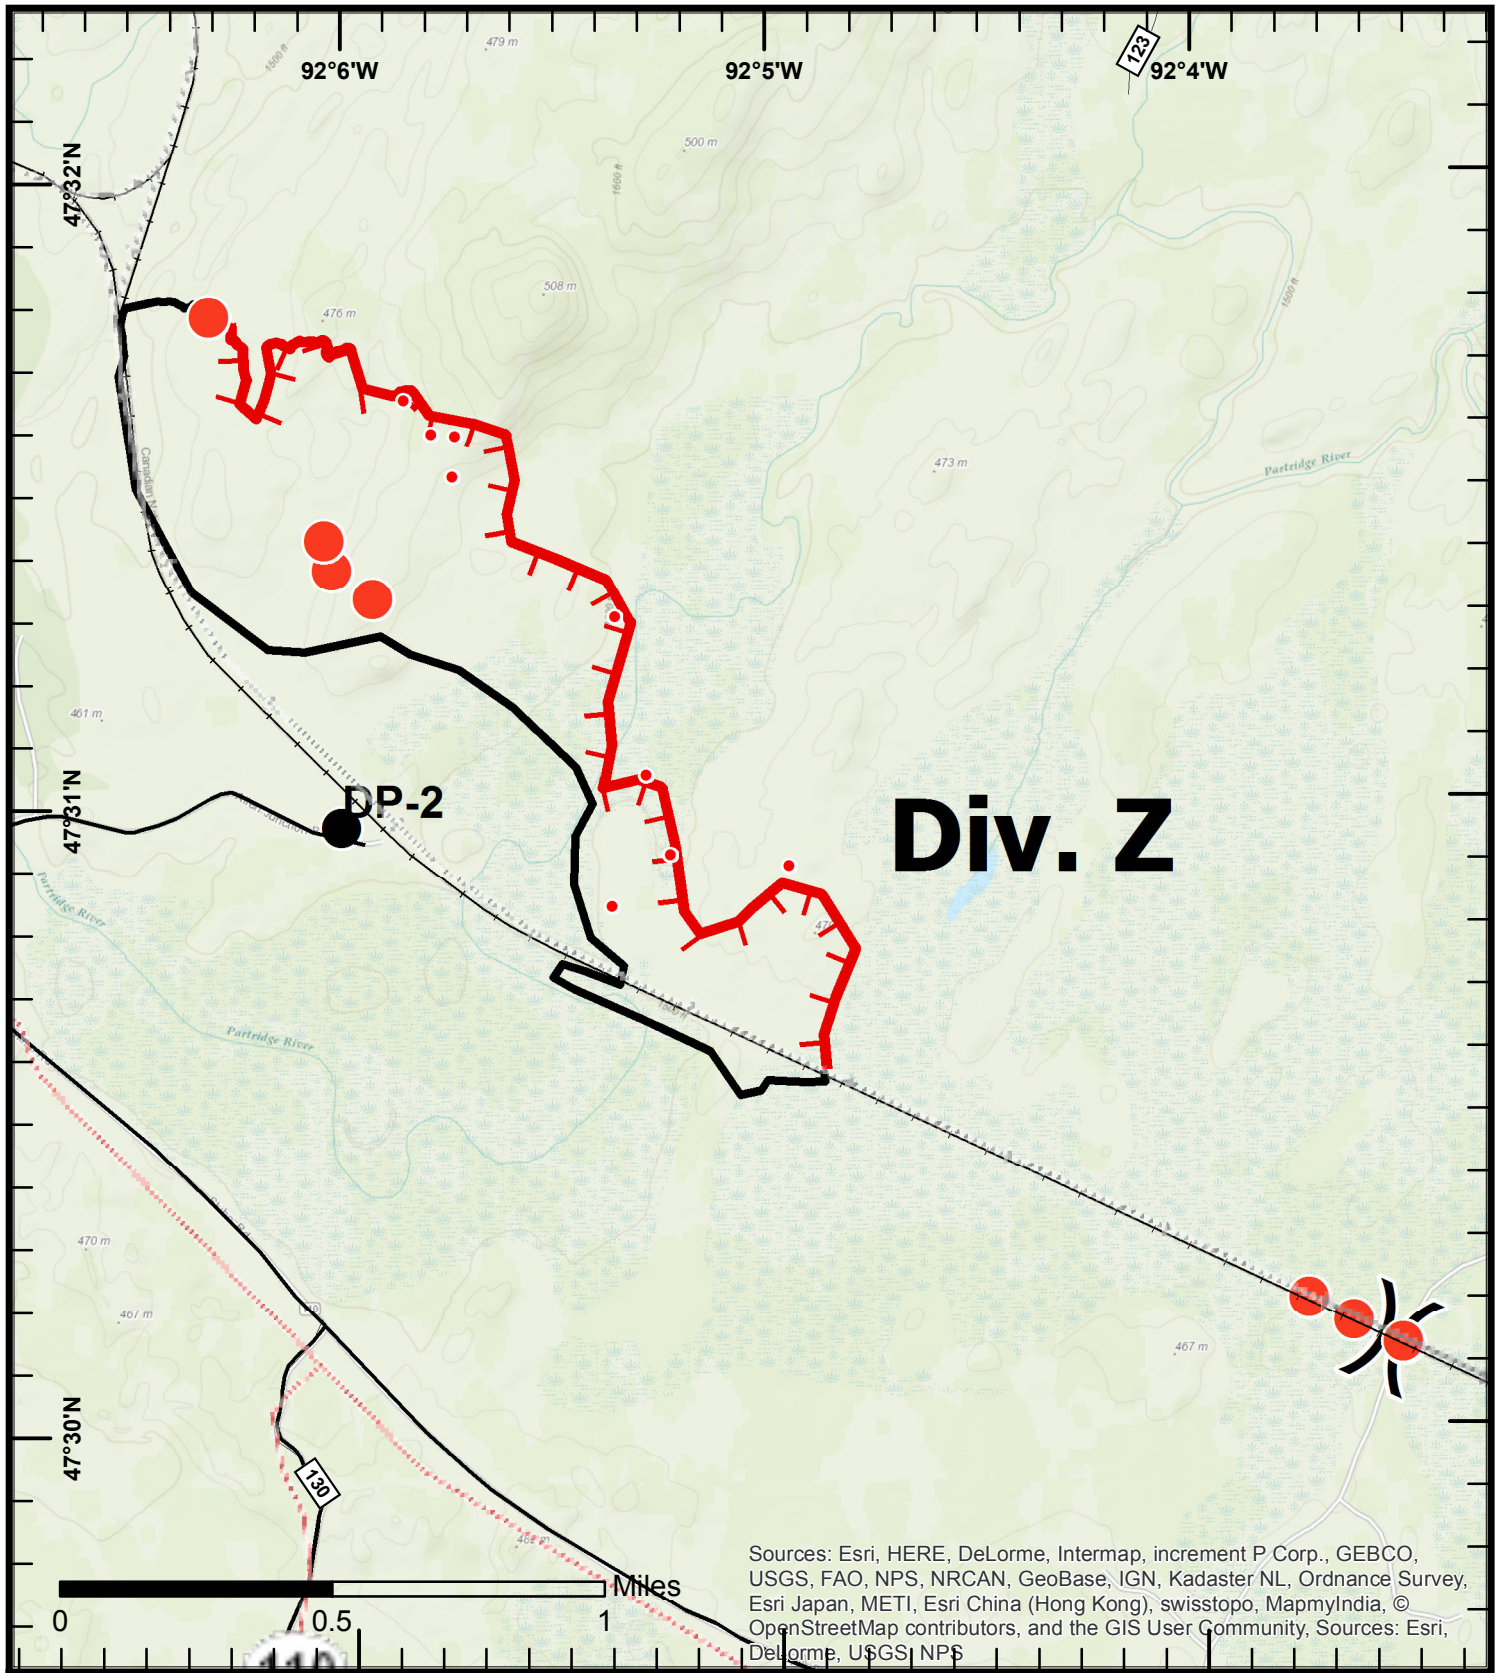 479 m
1500 ft
123
92°6'W
92°5'W
92°4'W
500 m
1600 ft
47°32'N
508 m
1500 ft
476 m
Canadian N
473 m
Partridge River
461 m
47°31'N
DP-2
Div. Z
Partridge River
1500 ft
Partridge River
470 m
467 m
467 m
47°30'N
130
462 m
Sources: Esri, HERE, DeLorme, Intermap, increment P Corp., GEBCO,
USGS, FAO, NPS, NRCAN, GeoBase, IGN, Kadaster NL, Ordnance Survey,
Esri Japan, METI, Esri China (Hong Kong), swisstopo, MapmyIndia, ©
OpenStreetMap contributors, and the GIS User Community, Sources: Esri,
DeLorme, USGS, NPS
Miles
0 0.5 1
110